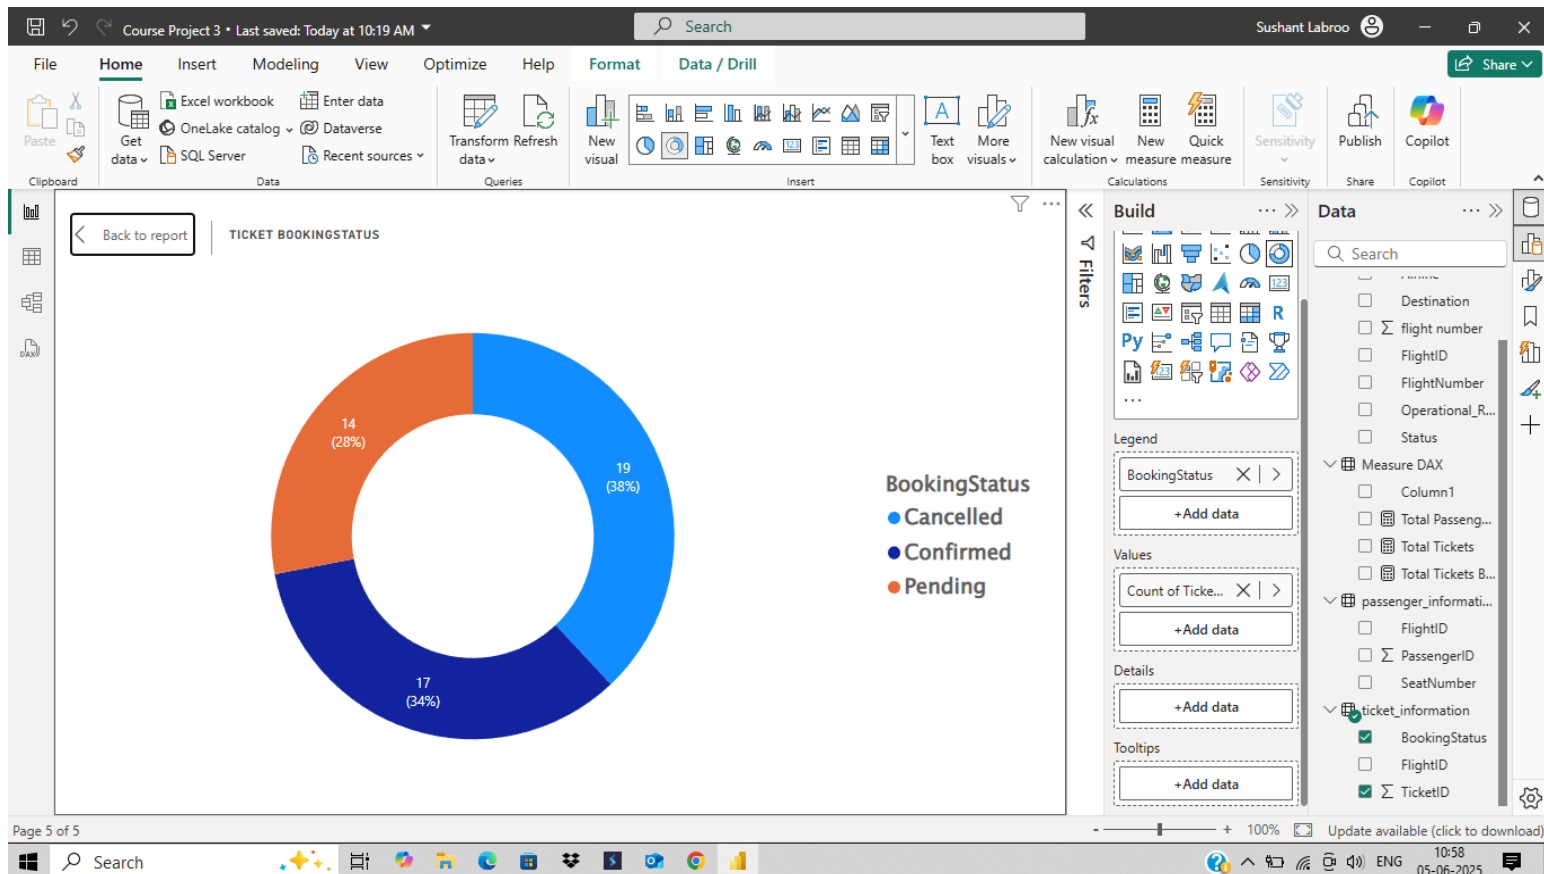 Course Project 3 • Last saved: Today at 10:19 AM
Search
Sushant Labroo
File
Home
Insert
Modeling
View
Optimize
Help
Format
Data / Drill
Share
Paste
Get
data
Excel workbook
OneLake catalog
SQL Server
Enter data
Dataverse
Recent sources
Transform
data
Refresh
New
visual
123
A
Text
box
More
visuals
New visual
calculation
New
measure
Quick
measure
Sensitivity
Publish
Copilot
Clipboard
Data
Queries
Insert
Calculations
Sensitivity
Share
Copilot
DAX
Back to report
TICKET BOOKINGSTATUS
14
(28%)
19
(38%)
17
(34%)
BookingStatus
Cancelled
Confirmed
Pending
Filters
Build
123
R
Py
123
...
Legend
BookingStatus
+Add data
Values
Count of Ticke...
+Add data
Details
+Add data
Tooltips
+Add data
Data
Search
Destination
flight number
FlightID
FlightNumber
Operational_R...
Status
Measure DAX
Column1
Total Passeng...
Total Tickets
Total Tickets B...
passenger_informati...
FlightID
PassengerID
SeatNumber
ticket_information
BookingStatus
FlightID
TicketID
Page 5 of 5
- + 100%
Update available (click to download)
Search
ENG
10:58
05-06-2025